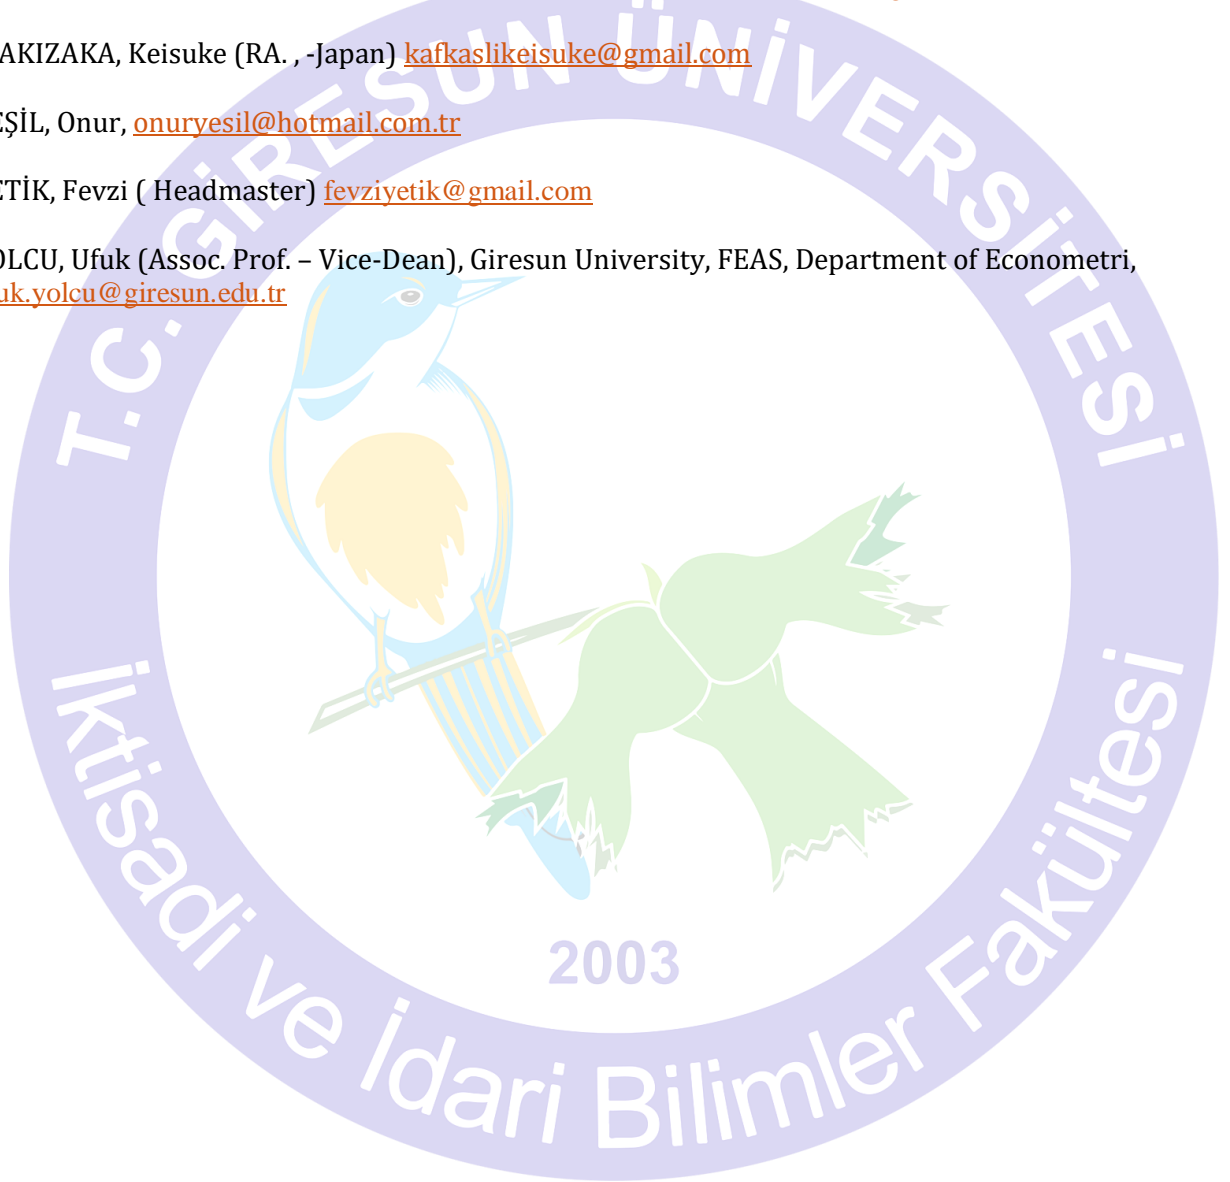 AKIZAKA, Keisuke (RA. , -Japan) kafkaslikeisuke@gmail.com
EŞİL, Onur, onuryesil@hotmail.com.tr
ETİK, Fevzi ( Headmaster) fevziyetik@gmail.com
OLCU, Ufuk (Assoc. Prof. – Vice-Dean), Giresun University, FEAS, Department of Econometri,
uk.yolcu@giresun.edu.tr
T.C. GİRESUN ÜNİVERSİTESİ
2003
İktisadi ve İdari Bilimler Fakültesi